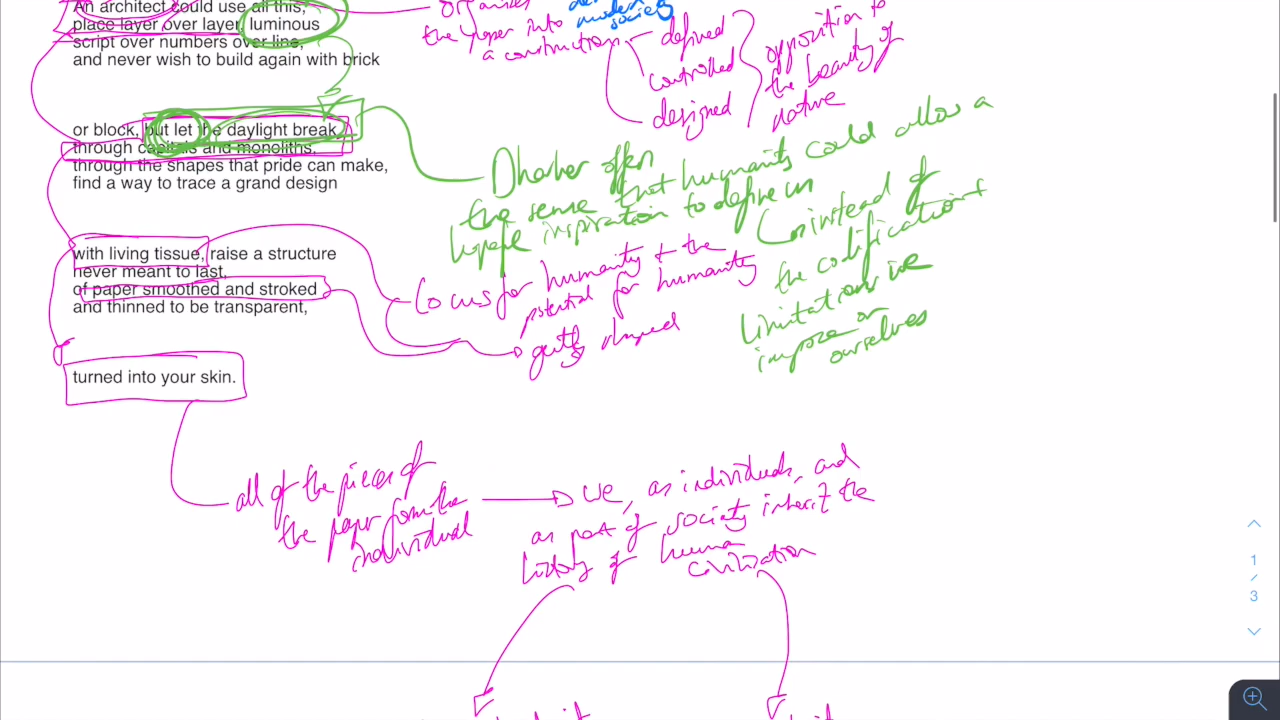 An architect could use all this,
place layer over layer, luminous
script over numbers over line,
and never wish to build again with brick
or block, but let the daylight break
through capitals and monoliths,
through the shapes that pride can make,
find a way to trace a grand design
with living tissue, raise a structure
never meant to last,
of paper smoothed and stroked
and thinned to be transparent,
turned into your skin.
organises
the paper into
a construction
modern
society
defined
controlled
designed
opposition to
the beauty of
nature
Dharker offers
the sense that humanity could allow a
hopeful inspiration to define us
(instead of
the codification &
limitations we
impose on
ourselves
focus for humanity & the
potential for humanity
gently shaped
all of the pieces of
the paper form the
individual
we, as individuals, and
as part of society inherit the
history of human
civilisation
1
/
3